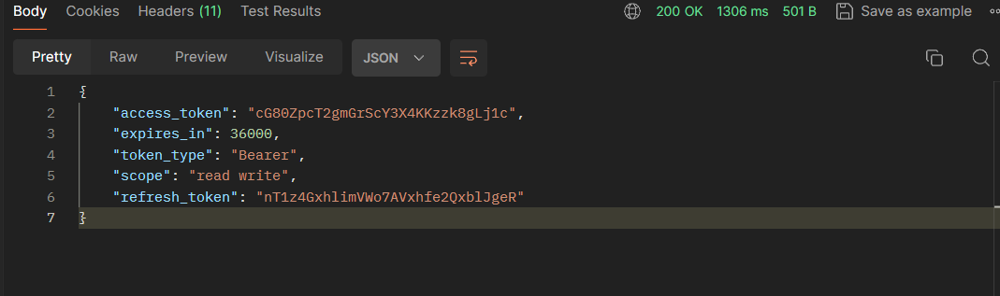 Body Cookies Headers (11) Test Results 200 OK 1306 ms 501 B Save as example
Pretty Raw Preview Visualize JSON
1 {
2 "access_token": "cG80ZpcT2gmGrScY3X4KKzzk8gLj1c",
3 "expires_in": 36000,
4 "token_type": "Bearer",
5 "scope": "read write",
6 "refresh_token": "nT1z4GxhlimVWo7AVxhfe2QxblJgeR"
7 }